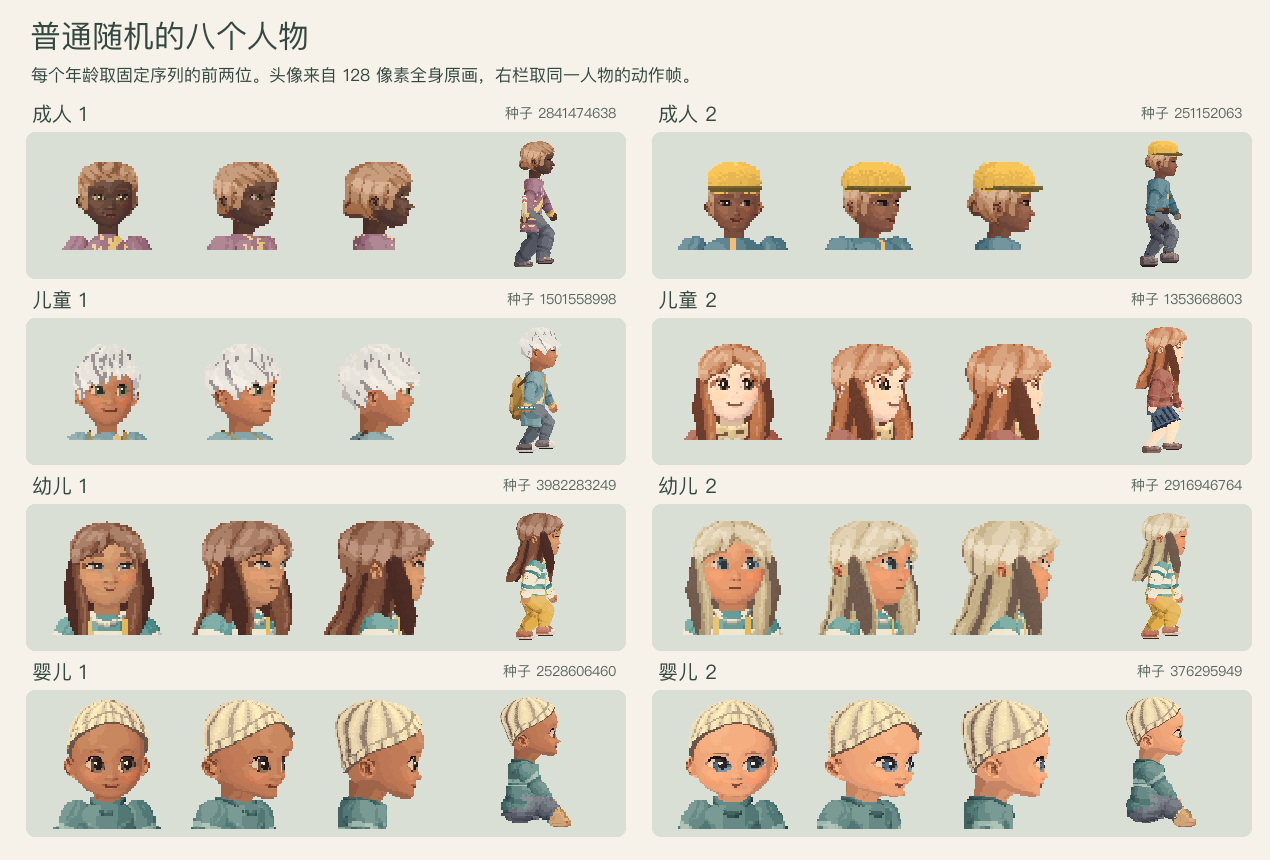 普通随机的八个人物
每个年龄取固定序列的前两位。头像来自 128 像素全身原画，右栏取同一人物的动作帧。
成人 1
种子 2841474638
成人 2
种子 251152063
儿童 1
种子 1501558998
儿童 2
种子 1353668603
幼儿 1
种子 3982283249
幼儿 2
种子 2916946764
婴儿 1
种子 2528606460
婴儿 2
种子 376295949